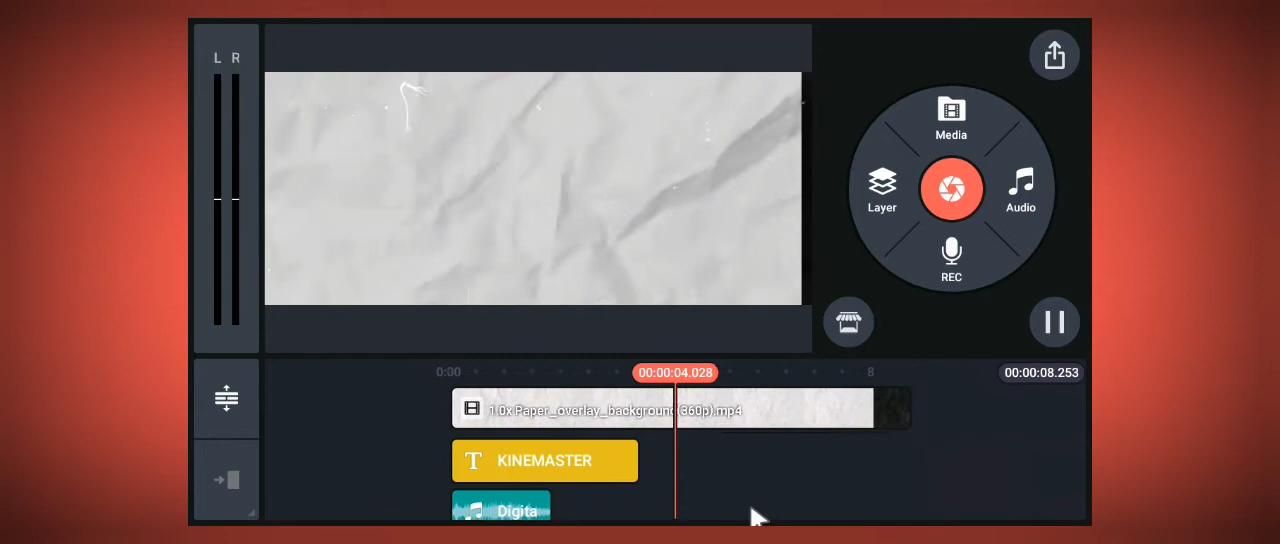 L R
Media
Layer
Audio
REC
0:00
00:00:04.028
8
00:00:08.253
1.0x Paper_overlay_background(360p).mp4
T KINEMASTER
Digita